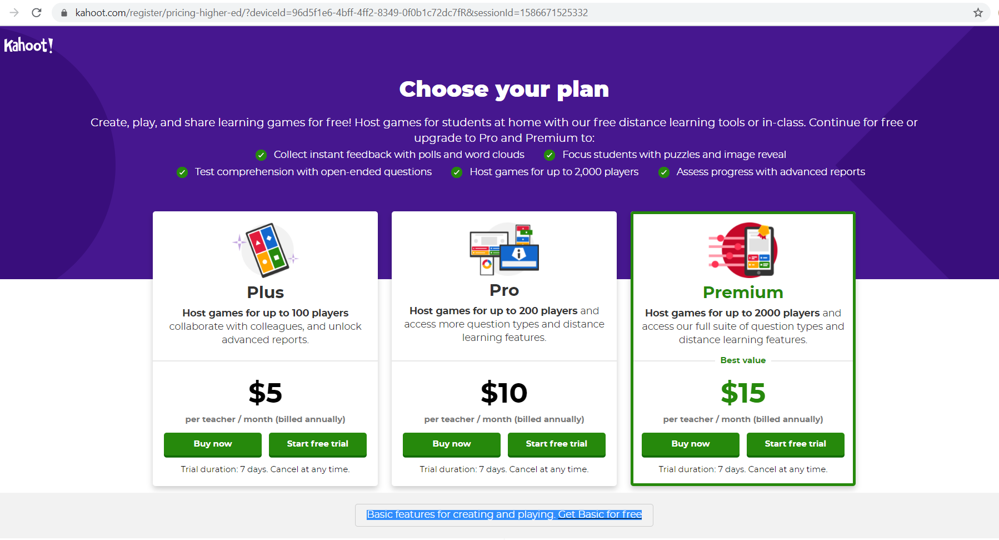 kahoot.com/register/pricing-higher-ed/?deviceId=96d5f1e6-4bff-4ff2-8349-0f0b1c72dc7fR&sessionId=1586671525332
Kahoot!
Choose your plan
Create, play, and share learning games for free! Host games for students at home with our free distance learning tools or in-class. Continue for free or
upgrade to Pro and Premium to:
Collect instant feedback with polls and word clouds Focus students with puzzles and image reveal
Test comprehension with open-ended questions Host games for up to 2,000 players Assess progress with advanced reports
Plus
Host games for up to 100 players
collaborate with colleagues, and unlock
advanced reports.
$5
per teacher / month (billed annually)
Buy now Start free trial
Trial duration: 7 days. Cancel at any time.
Pro
Host games for up to 200 players and
access more question types and distance
learning features.
$10
per teacher / month (billed annually)
Buy now Start free trial
Trial duration: 7 days. Cancel at any time.
Premium
Host games for up to 2000 players and
access our full suite of question types and
distance learning features.
Best value
$15
per teacher / month (billed annually)
Buy now Start free trial
Trial duration: 7 days. Cancel at any time.
Basic features for creating and playing. Get Basic for free